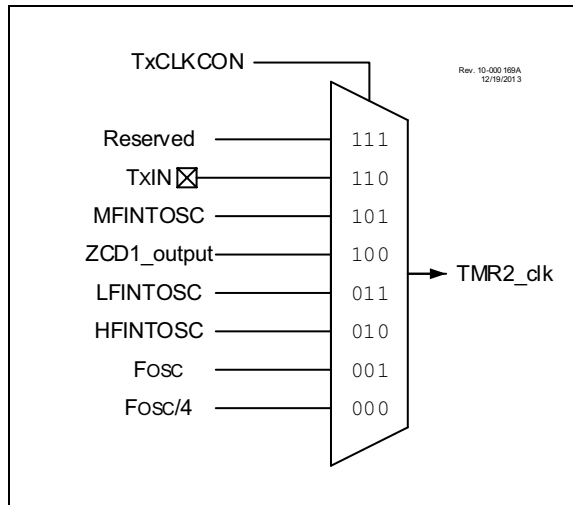 TxCLKCON
Rev. 10-000 169A
12/19/2013
Reserved 111
TxIN 110
MFINTOSC 101
ZCD1_output 100
TMR2_clk
LFINTOSC 011
HFINTOSC 010
FOSC 001
FOSC/4 000